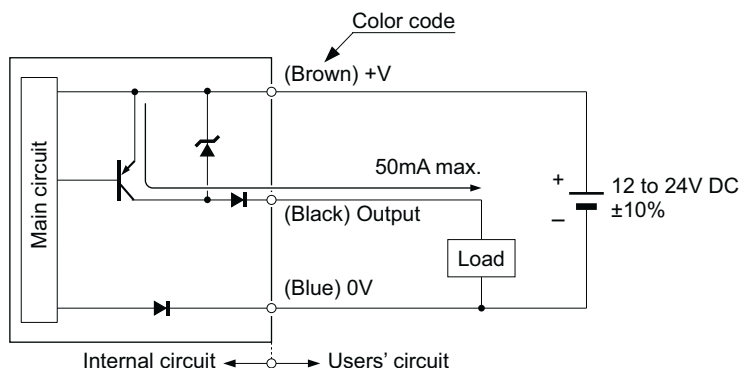 Color code
(Brown) +V
Main circuit
50mA max.
+
12 to 24V DC
–
±10%
(Black) Output
Load
(Blue) 0V
Internal circuit
Users’ circuit